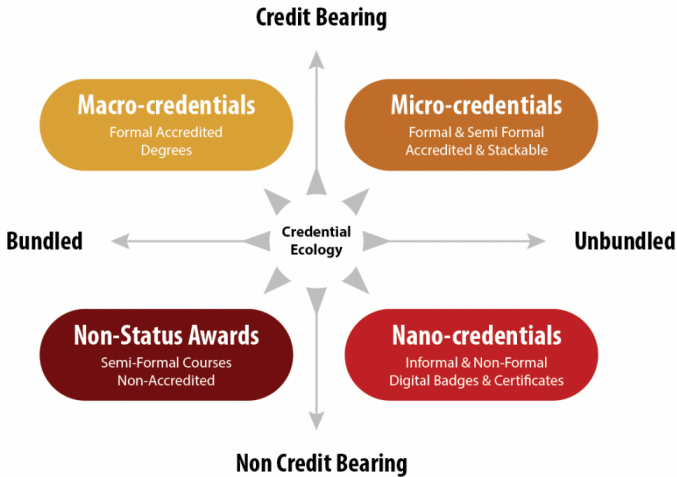 Credit Bearing
Macro-credentials
Formal Accredited
Degrees
Micro-credentials
Formal & Semi Formal
Accredited & Stackable
Bundled
Credential
Ecology
Unbundled
Non-Status Awards
Semi-Formal Courses
Non-Accredited
Nano-credentials
Informal & Non-Formal
Digital Badges & Certificates
Non Credit Bearing